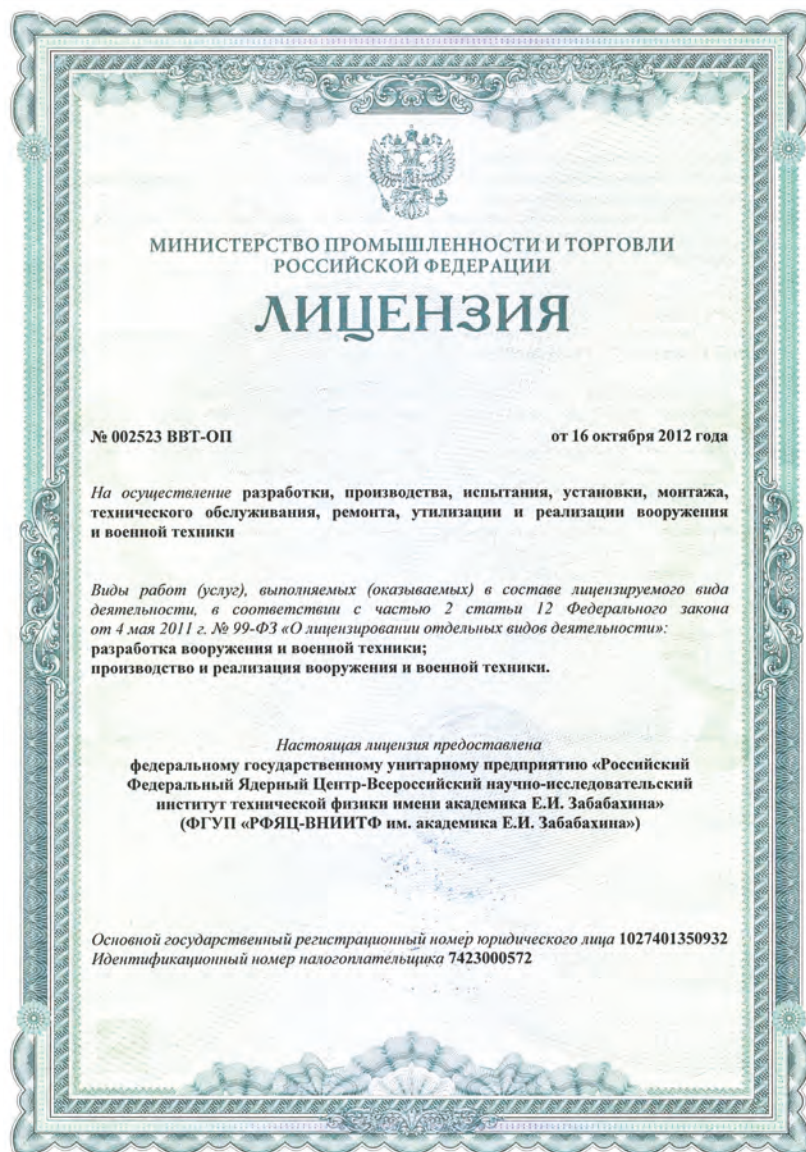 МИНИСТЕРСТВО ПРОМЫШЛЕННОСТИ И ТОРГОВЛИ
РОССИЙСКОЙ ФЕДЕРАЦИИ
ЛИЦЕНЗИЯ
№ 002523 ВВТ-ОП от 16 октября 2012 года
На осуществление разработки, производства, испытания, установки, монтажа,
технического обслуживания, ремонта, утилизации и реализации вооружения
и военной техники
Виды работ (услуг), выполняемых (оказываемых) в составе лицензируемого вида
деятельности, в соответствии с частью 2 статьи 12 Федерального закона
от 4 мая 2011 г. № 99-ФЗ «О лицензировании отдельных видов деятельности»:
разработка вооружения и военной техники;
производство и реализация вооружения и военной техники.
Настоящая лицензия предоставлена
федеральному государственному унитарному предприятию «Российский
Федеральный Ядерный Центр-Всероссийский научно-исследовательский
институт технической физики имени академика Е.И. Забабахина»
(ФГУП «РФЯЦ-ВНИИТФ им. академика Е.И. Забабахина»)
Основной государственный регистрационный номер юридического лица 1027401350932
Идентификационный номер налогоплательщика 7423000572